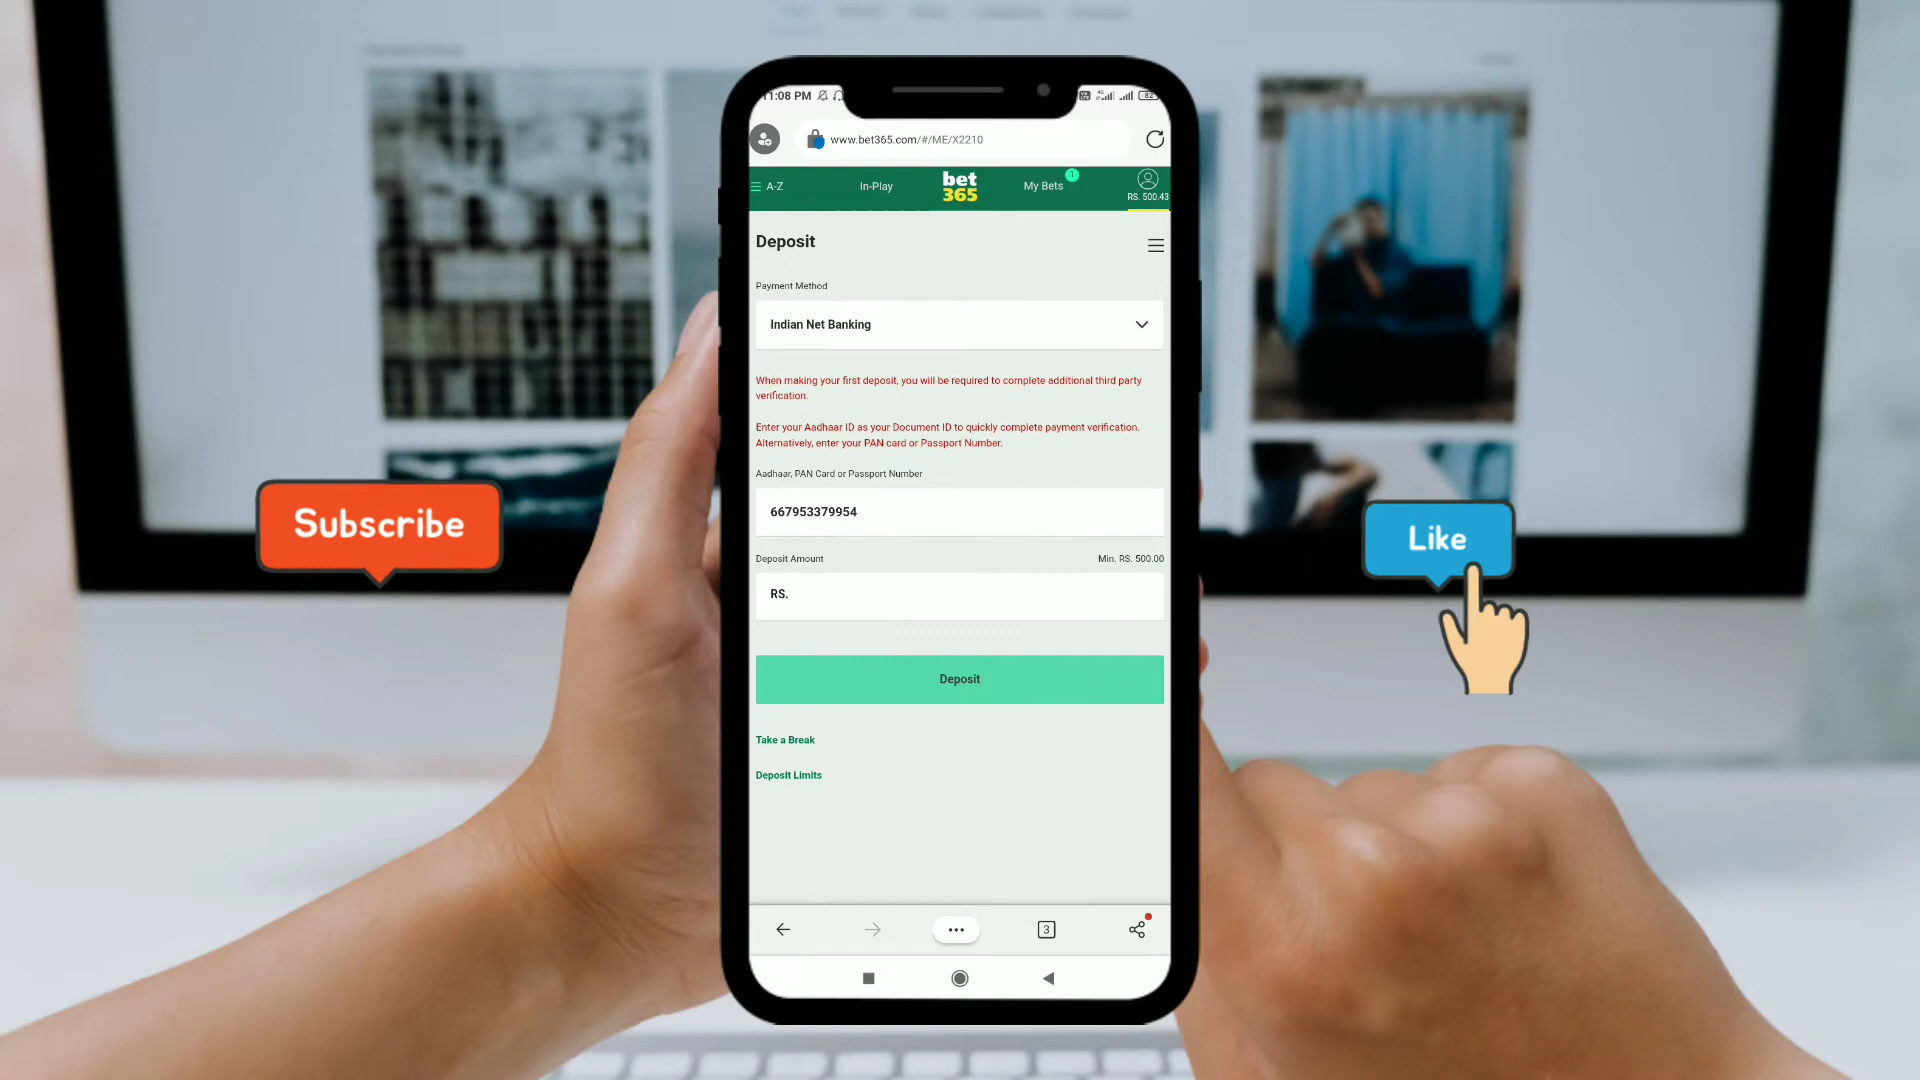 11:08 PM
82
www.bet365.com/#/ME/X2210
A-Z
In-Play
bet
365
My Bets
1
RS. 500.43
Deposit
Payment Method
Indian Net Banking
When making your first deposit, you will be required to complete additional third party
verification.
Enter your Aadhaar ID as your Document ID to quickly complete payment verification.
Alternatively, enter your PAN card or Passport Number.
Aadhaar, PAN Card or Passport Number
667953379954
Subscribe
Like
Deposit Amount
Min. RS. 500.00
RS.
Deposit
Take a Break
Deposit Limits
3